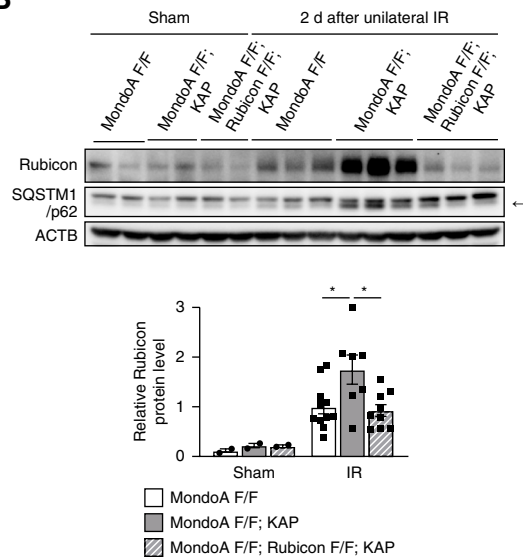 B
Sham 2 d after unilateral IR
MondoA F/F
MondoA F/F;
KAP
MondoA F/F;
Rubicon F/F;
KAP
MondoA F/F
MondoA F/F;
KAP
MondoA F/F;
Rubicon F/F;
KAP
Rubicon
SQSTM1
/p62
←
ACTB
Relative Rubicon
protein level
3
2
1
0
* *
Sham IR
MondoA F/F
MondoA F/F; KAP
MondoA F/F; Rubicon F/F; KAP